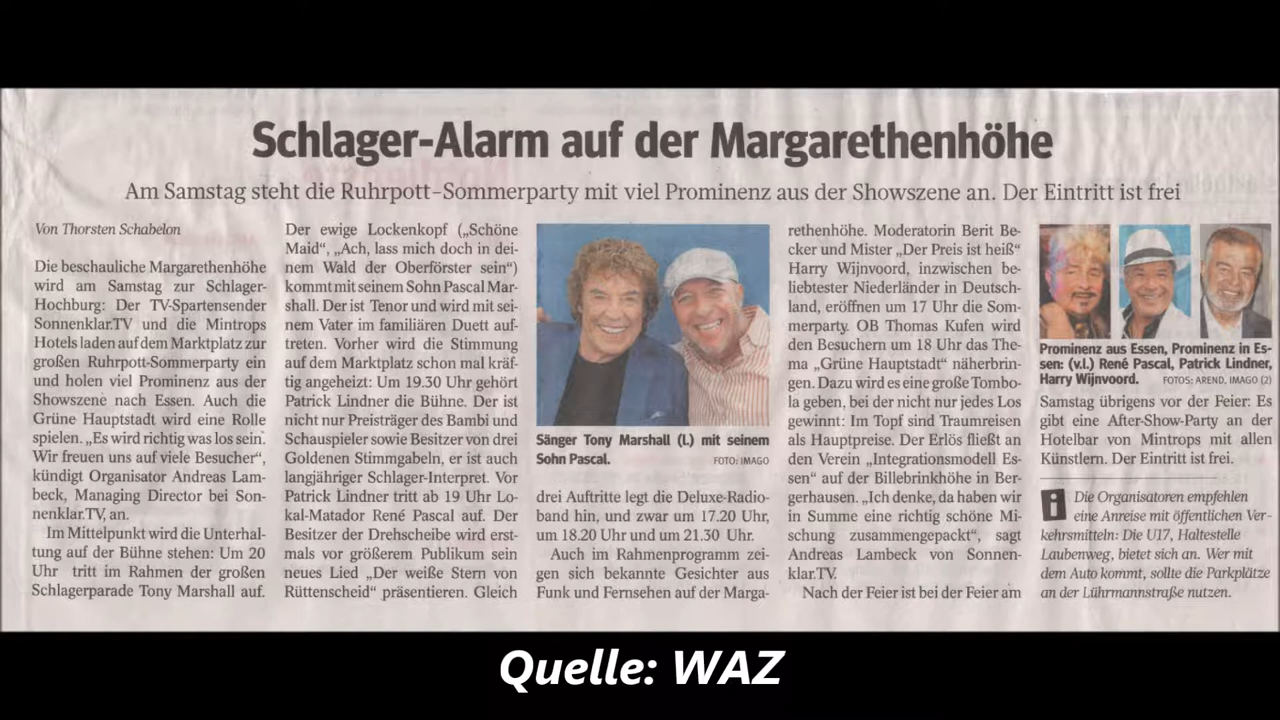 Schlager-Alarm auf der Margarethenhöhe
Am Samstag steht die Ruhrpott-Sommerparty mit viel Prominenz aus der Showszene an. Der Eintritt ist frei
Von Thorsten Schabelon
Die beschauliche Margarethenhöhe
wird am Samstag zur Schlager-
Hochburg: Der TV-Spartensender
Sonnenklar.TV und die Mintrops
Hotels laden auf dem Marktplatz zur
großen Ruhrpott-Sommerparty ein
und holen viel Prominenz aus der
Showszene nach Essen. Auch die
Grüne Hauptstadt wird eine Rolle
spielen. „Es wird richtig was los sein.
Wir freuen uns auf viele Besucher“,
kündigt Organisator Andreas Lam-
beck, Managing Director bei Son-
nenklar.TV, an.
Im Mittelpunkt wird die Unterhal-
tung auf der Bühne stehen: Um 20
Uhr tritt im Rahmen der großen
Schlagerparade Tony Marshall auf.
Der ewige Lockenkopf („Schöne
Maid“, „Ach, lass mich doch in dei-
nem Wald der Oberförster sein“)
kommt mit seinem Sohn Pascal Mar-
shall. Der ist Tenor und wird mit sei-
nem Vater im familiären Duett auf-
treten. Vorher wird die Stimmung
auf dem Marktplatz schon mal kräf-
tig angeheizt: Um 19.30 Uhr gehört
Patrick Lindner die Bühne. Der ist
nicht nur Preisträger des Bambi und
Schauspieler sowie Besitzer von drei
Goldenen Stimmgabeln, er ist auch
langjähriger Schlager-Interpret. Vor
Patrick Lindner tritt ab 19 Uhr Lo-
kal-Matador René Pascal auf. Der
Besitzer der Drehscheibe wird erst-
mals vor größerem Publikum sein
neues Lied „Der weiße Stern von
Rüttenscheid“ präsentieren. Gleich
Sänger Tony Marshall (l.) mit seinem
Sohn Pascal. FOTO: IMAGO
drei Auftritte legt die Deluxe-Radio-
band hin, und zwar um 17.20 Uhr,
um 18.20 Uhr und um 21.30 Uhr.
Auch im Rahmenprogramm zei-
gen sich bekannte Gesichter aus
Funk und Fernsehen auf der Marga-
rethenhöhe. Moderatorin Berit Be-
cker und Mister „Der Preis ist heiß“
Harry Wijnvoord, inzwischen be-
liebtester Niederländer in Deutsch-
land, eröffnen um 17 Uhr die Som-
merparty. OB Thomas Kufen wird
den Besuchern um 18 Uhr das The-
ma „Grüne Hauptstadt“ näherbrin-
gen. Dazu wird es eine große Tombo-
la geben, bei der nicht nur jedes Los
gewinnt: Im Topf sind Traumreisen
als Hauptpreise. Der Erlös fließt an
den Verein „Integrationsmodell Es-
sen“ auf der Billebrinkhöhe in Ber-
gerhausen. „Ich denke, da haben wir
in Summe eine richtig schöne Mi-
schung zusammengepackt“, sagt
Andreas Lambeck von Sonnen-
klar.TV.
Nach der Feier ist bei der Feier am
Prominenz aus Essen, Prominenz in Es-
sen: (v.l.) René Pascal, Patrick Lindner,
Harry Wijnvoord. FOTOS: AREND, IMAGO (2)
Samstag übrigens vor der Feier: Es
gibt eine After-Show-Party an der
Hotelbar von Mintrops mit allen
Künstlern. Der Eintritt ist frei.
i Die Organisatoren empfehlen
eine Anreise mit öffentlichen Ver-
kehrsmitteln: Die U17, Haltestelle
Laubenweg, bietet sich an. Wer mit
dem Auto kommt, sollte die Parkplätze
an der Lührmannstraße nutzen.
Quelle: WAZ